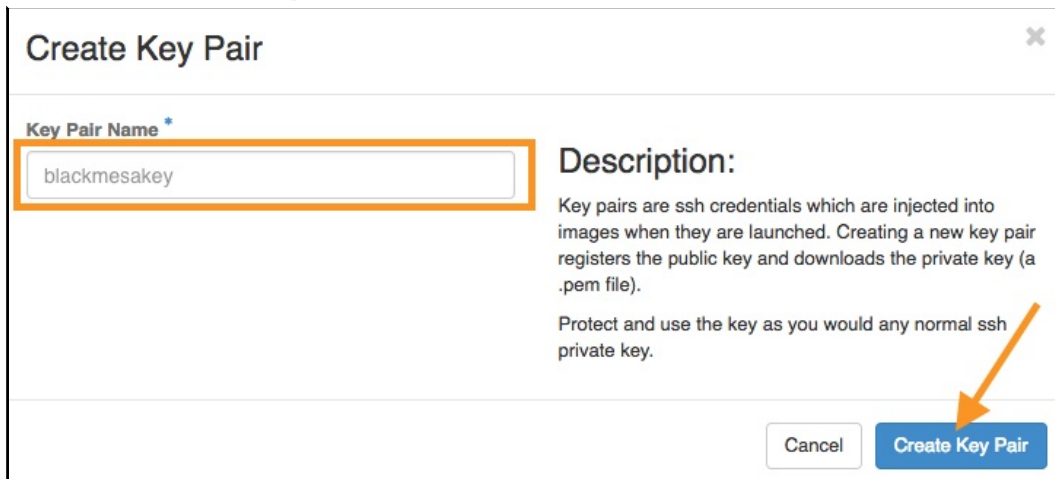 Create Key Pair
Key Pair Name *
blackmesakey
Description:
Key pairs are ssh credentials which are injected into
images when they are launched. Creating a new key pair
registers the public key and downloads the private key (a
.pem file).
Protect and use the key as you would any normal ssh
private key.
Cancel
Create Key Pair